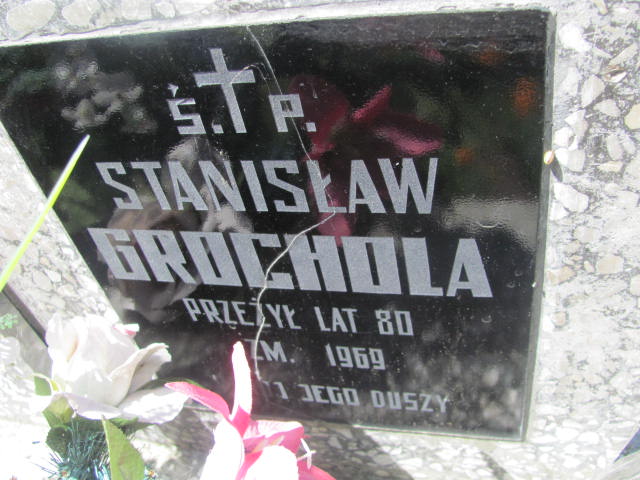 Ś. P.
STANISŁAW
GROCHOLA
PRZEŻYŁ LAT 80
ZM. 1969
JEGO DUSZY